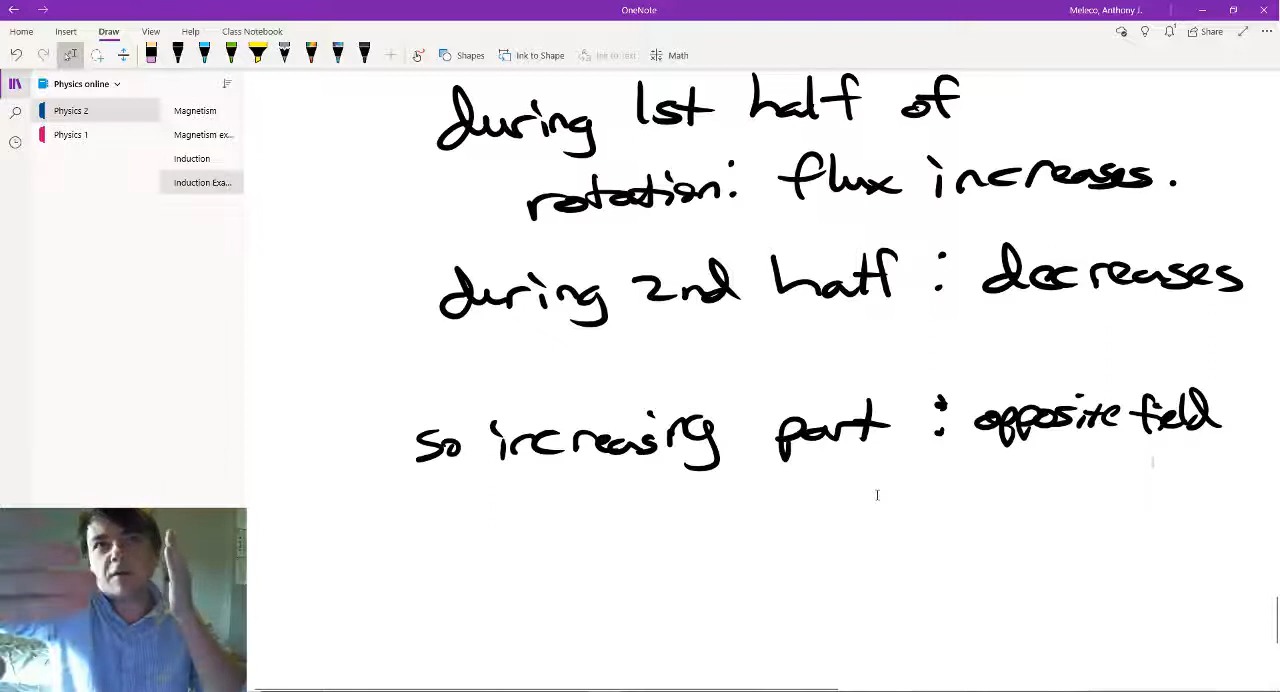 OneNote
Meleco, Anthony J.
Home Insert Draw View Help Class Notebook
Share
Shapes Ink to Shape Ink to Text Math
Physics online
Physics 2
Physics 1
Magnetism
Magnetism ex...
Induction
Induction Exa...
during 1st half of
rotation: flux increases.
during 2nd half : decreases
so increasing part : opposite field